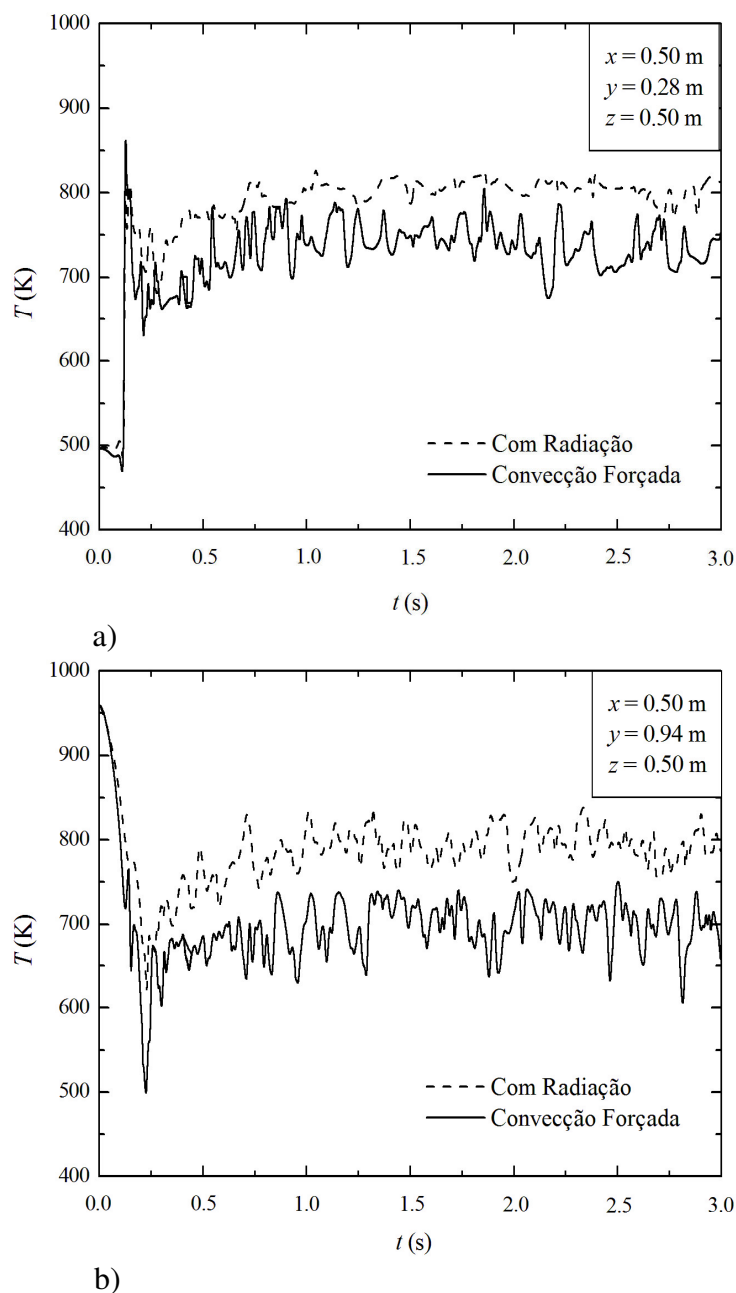 1000
900
800
700
600
500
400
T (K)
x = 0.50 m
y = 0.28 m
z = 0.50 m
Com Radiação
Convecção Forçada
0.0 0.5 1.0 1.5 2.0 2.5 3.0
t (s)
a)
1000
900
800
700
600
500
400
T (K)
x = 0.50 m
y = 0.94 m
z = 0.50 m
Com Radiação
Convecção Forçada
0.0 0.5 1.0 1.5 2.0 2.5 3.0
t (s)
b)